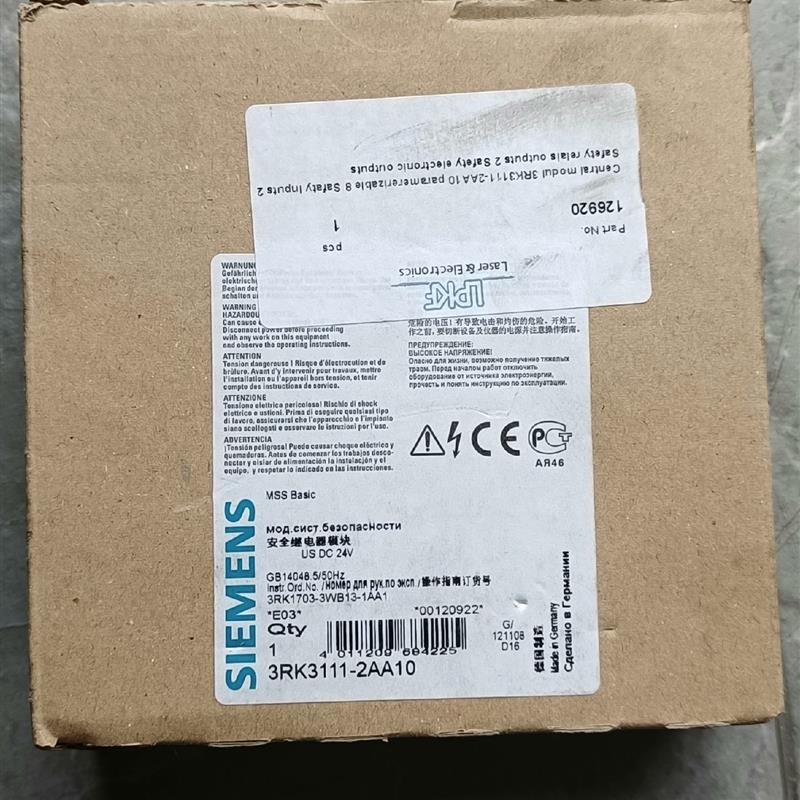 LPKF
Laser & Electronics
Part No.
126920
pcs
1
Central modul 3RK3111-2AA10 paramererizable 8 Safaty Inputs 2
Safety relais outputs 2 Safety electronic outputs
WARNUNG
Gefährlich
elektrische
Beginn der
schalten un
WARNING
HAZARDOU
Can cause
Disconnect power before proceeding
with any work on this equipment
and observe the operating instructions.
ATTENTION
Tension dangereuse ! Risque d'électrocution et de
brûlure. Avant d'y intervenir pour travaux, mettre
l'installation ou l'appareil hors tension, et tenir
compte des instructions de service.
ATTENZIONE
Tensione elettrica pericolosa! Rischio di shock
elettrico e ustioni. Prima di eseguire qualsiasi tipo
di lavoro, assicurarsi che l'apparecchio o l'impianto
siano scollegati e osservare le istruzioni per l'uso.
ADVERTENCIA
¡Tensión peligrosa! Puede causar choque eléctrico y
quemaduras. Antes de comenzar los trabajos desco-
nectar y aislar de alimentación la instalación y el
equipo, y respetar lo indicado en las instrucciones.
危险的电压！有导致电击和灼伤的危险。开始工
作之前，要切断设备及仪器的电源并注意操作指南。
ПРЕДУПРЕЖДЕНИЕ:
ВЫСОКОЕ НАПРЯЖЕНИЕ!
Опасно для жизни, возможно получение тяжелых
травм. Перед началом работ отключить
оборудование от источника электроэнергии,
прочесть и понять инструкцию по эксплуатации.
CE
АЯ46
SIEMENS
MSS Basic
мод.сист.безопасности
安全继电器模块
US DC 24V
GB14048.5/50Hz
Instr.Ord.No. /номер для рук.по эксп./操作指南订货号
3RK1703-3WB13-1AA1
*E03*
*00120922*
Qty
1
4 011209 684225
3RK3111-2AA10
G/
121108
D16
德国制造
Made in Germany
Сделано в Германии